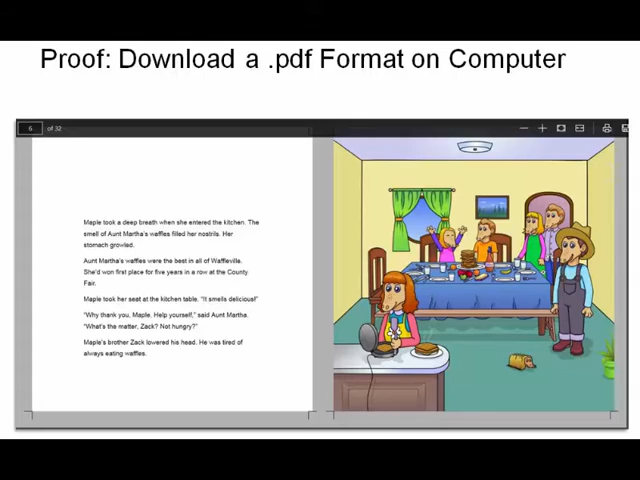 Proof: Download a .pdf Format on Computer
6 of 32
Maple took a deep breath when she entered the kitchen. The
smell of Aunt Martha's waffles filled her nostrils. Her
stomach growled.
Aunt Martha's waffles were the best in all of Waffleville.
She'd won first place for five years in a row at the County
Fair.
Maple took her seat at the kitchen table. "It smells delicious!"
"Why thank you, Maple. Help yourself," said Aunt Martha.
"What's the matter, Zack? Not hungry?"
Maple's brother Zack lowered his head. He was tired of
always eating waffles.